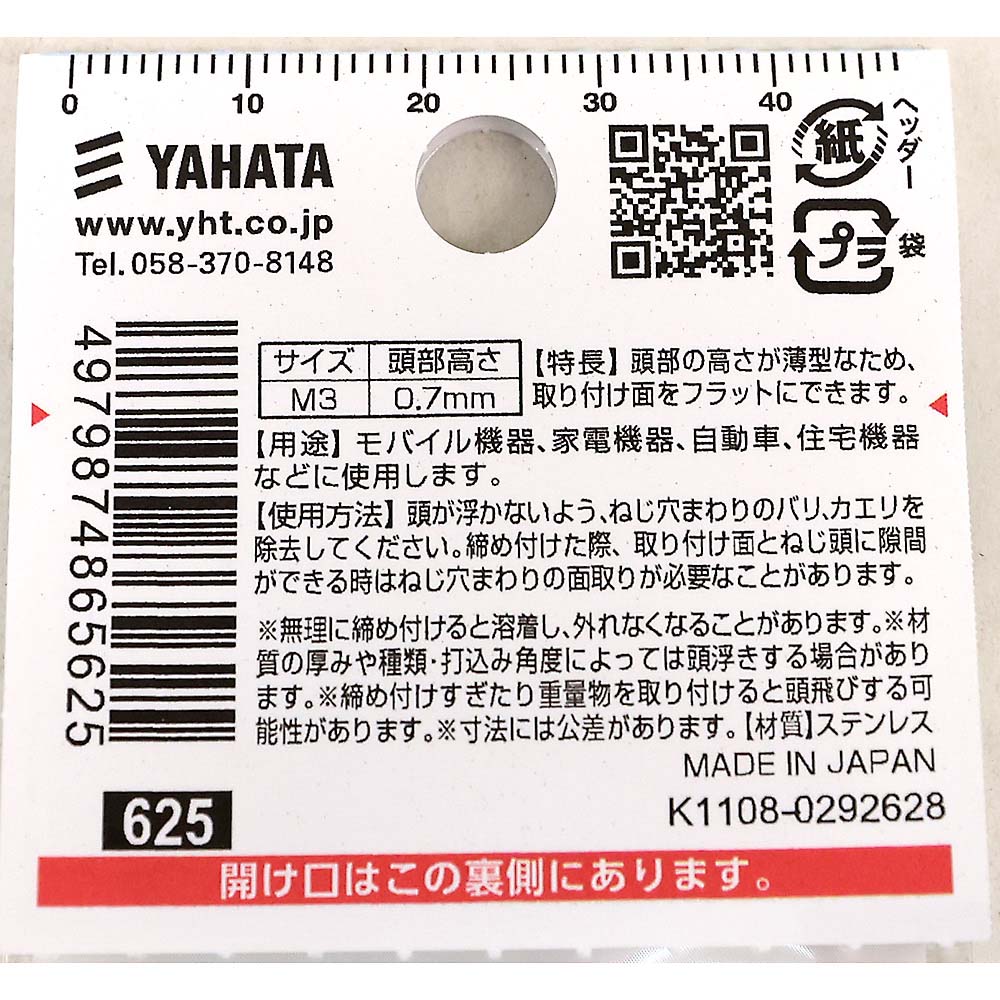 0 10 20 30 40
YAHATA
www.yht.co.jp
Tel.058-370-8148
紙
ヘッダー
プラ
袋
4979874865625
サイズ 頭部高さ
M3 0.7mm
【特長】頭部の高さが薄型なため、
取り付け面をフラットにできます。
【用途】モバイル機器、家電機器、自動車、住宅機器
などに使用します。
【使用方法】頭が浮かないよう、ねじ穴まわりのバリ、カエリを
除去してください。締め付けた際、取り付け面とねじ頭に隙間
ができる時はねじ穴まわりの面取りが必要なことがあります。
※無理に締め付けると溶着し、外れなくなることがあります。※材
質の厚みや種類・打込み角度によっては頭浮きする場合があり
ます。※締め付けすぎたり重量物を取り付けると頭飛びする可
能性があります。※寸法には公差があります。【材質】ステンレス
MADE IN JAPAN
K1108-0292628
625
開け口はこの裏側にあります。